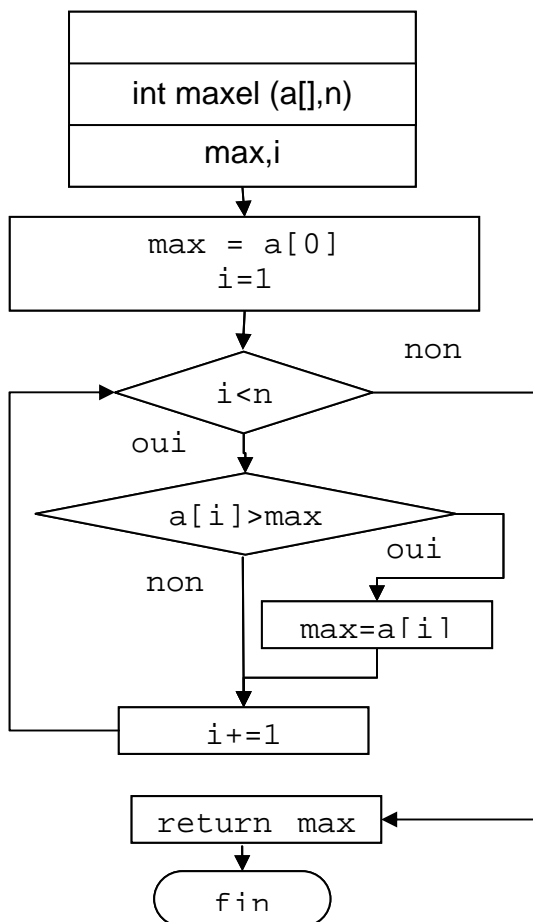 int maxel (a[],n)
max,i
max = a[0]
i=1
non
i<n
oui
a[i]>max
oui
non
max=a[i]
i+=1
return max
fin